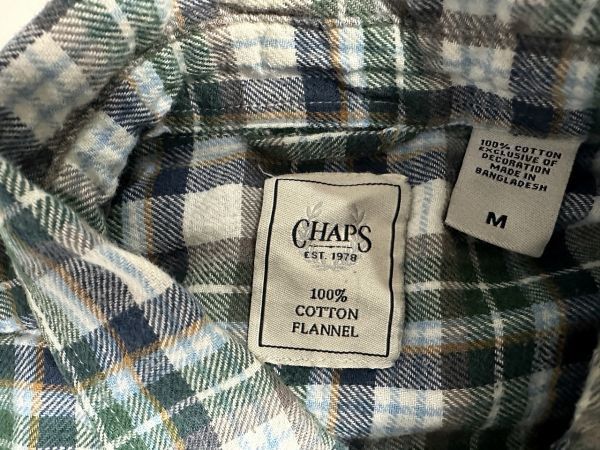 CHAPS
EST. 1978
100%
COTTON
FLANNEL
100% COTTON
EXCLUSIVE OF
DECORATION
MADE IN
BANGLADESH
M